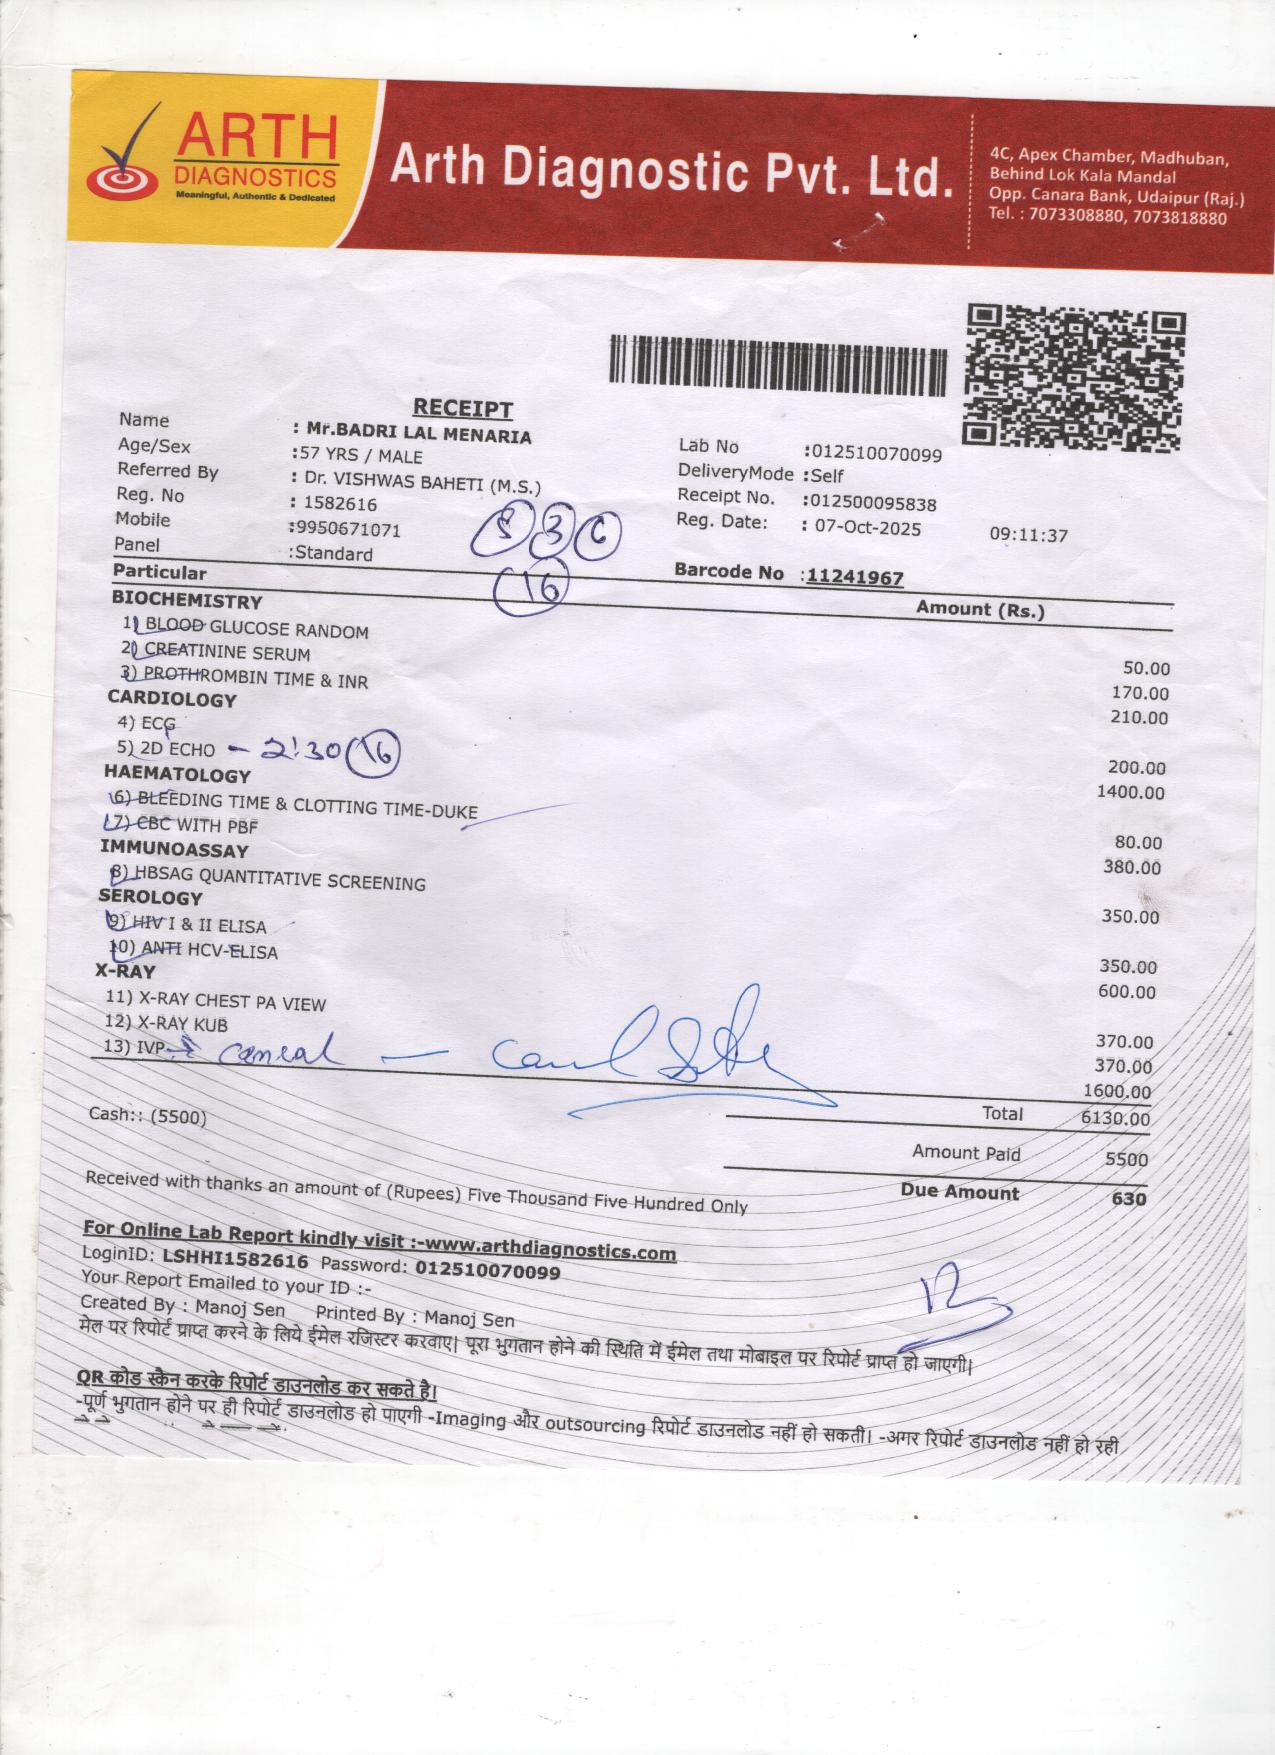 ARTH
DIAGNOSTICS
Meaningful, Authentic & Dedicated
Arth Diagnostic Pvt. Ltd.
4C, Apex Chamber, Madhuban,
Behind Lok Kala Mandal
Opp. Canara Bank, Udaipur (Raj.)
Tel. : 7073308880, 7073818880
RECEIPT
Name : Mr.BADRI LAL MENARIA
Age/Sex :57 YRS / MALE
Referred By : Dr. VISHWAS BAHETI (M.S.)
Reg. No : 1582616
Mobile :9950671071
Panel :Standard
Lab No :012510070099
DeliveryMode :Self
Receipt No. :012500095838
Reg. Date: : 07-Oct-2025 09:11:37
Barcode No :11241967
3 6
16
Particular Amount (Rs.)
BIOCHEMISTRY
1) BLOOD GLUCOSE RANDOM 50.00
2) CREATININE SERUM 170.00
3) PROTHROMBIN TIME & INR 210.00
CARDIOLOGY
4) ECG 200.00
5) 2D ECHO - 2:30 16 1400.00
HAEMATOLOGY
6) BLEEDING TIME & CLOTTING TIME-DUKE 80.00
7) CBC WITH PBF 380.00
IMMUNOASSAY
8) HBSAG QUANTITATIVE SCREENING 350.00
SEROLOGY
9) HIV I & II ELISA 350.00
10) ANTI HCV-ELISA 600.00
X-RAY
11) X-RAY CHEST PA VIEW 370.00
12) X-RAY KUB 370.00
13) IVP 1600.00
Total 6130.00
Cash:: (5500)
Amount Paid 5500
Due Amount 630
Received with thanks an amount of (Rupees) Five Thousand Five Hundred Only
For Online Lab Report kindly visit :-www.arthdiagnostics.com
LoginID: LSHHI1582616 Password: 012510070099
Your Report Emailed to your ID :-
Created By : Manoj Sen Printed By : Manoj Sen
मेल पर रिपोर्ट प्राप्त करने के लिये ईमेल रजिस्टर करवाए। पूरा भुगतान होने की स्थिति में ईमेल तथा मोबाइल पर रिपोर्ट प्राप्त हो जाएगी।
QR कोड स्कैन करके रिपोर्ट डाउनलोड कर सकते है।
-पूर्ण भुगतान होने पर ही रिपोर्ट डाउनलोड हो पाएगी -Imaging और outsourcing रिपोर्ट डाउनलोड नहीं हो सकती। -अगर रिपोर्ट डाउनलोड नहीं हो रही